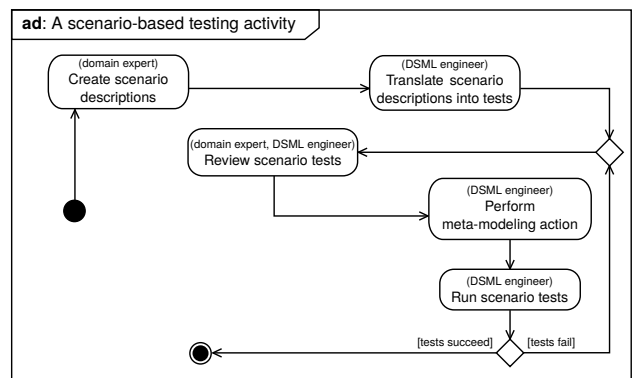 ad: A scenario-based testing activity
(domain expert)
Create scenario
descriptions
(DSML engineer)
Translate scenario
descriptions into tests
(domain expert, DSML engineer)
Review scenario tests
(DSML engineer)
Perform
meta-modeling action
(DSML engineer)
Run scenario tests
[tests succeed]
[tests fail]